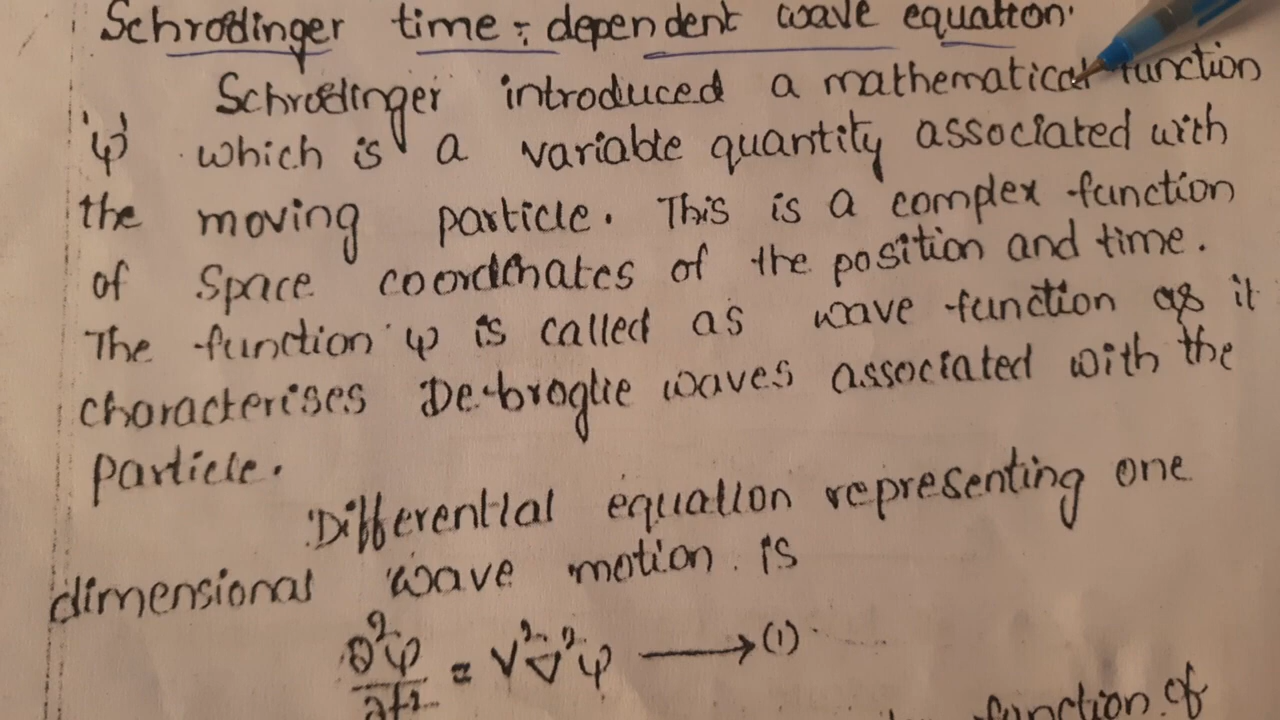 Schrodinger time - dependent wave equation.
Schrodinger introduced a mathematical function
'ψ' which is a variable quantity associated with
the moving particle. This is a complex function
of Space coordinates of the position and time.
The function ψ is called as wave function as it
characterises De-broglie waves associated with the
particle.
Differential equation representing one
dimensional wave motion is
∂²ψ/∂t² = V²∇²ψ ⟶ (1)
function of